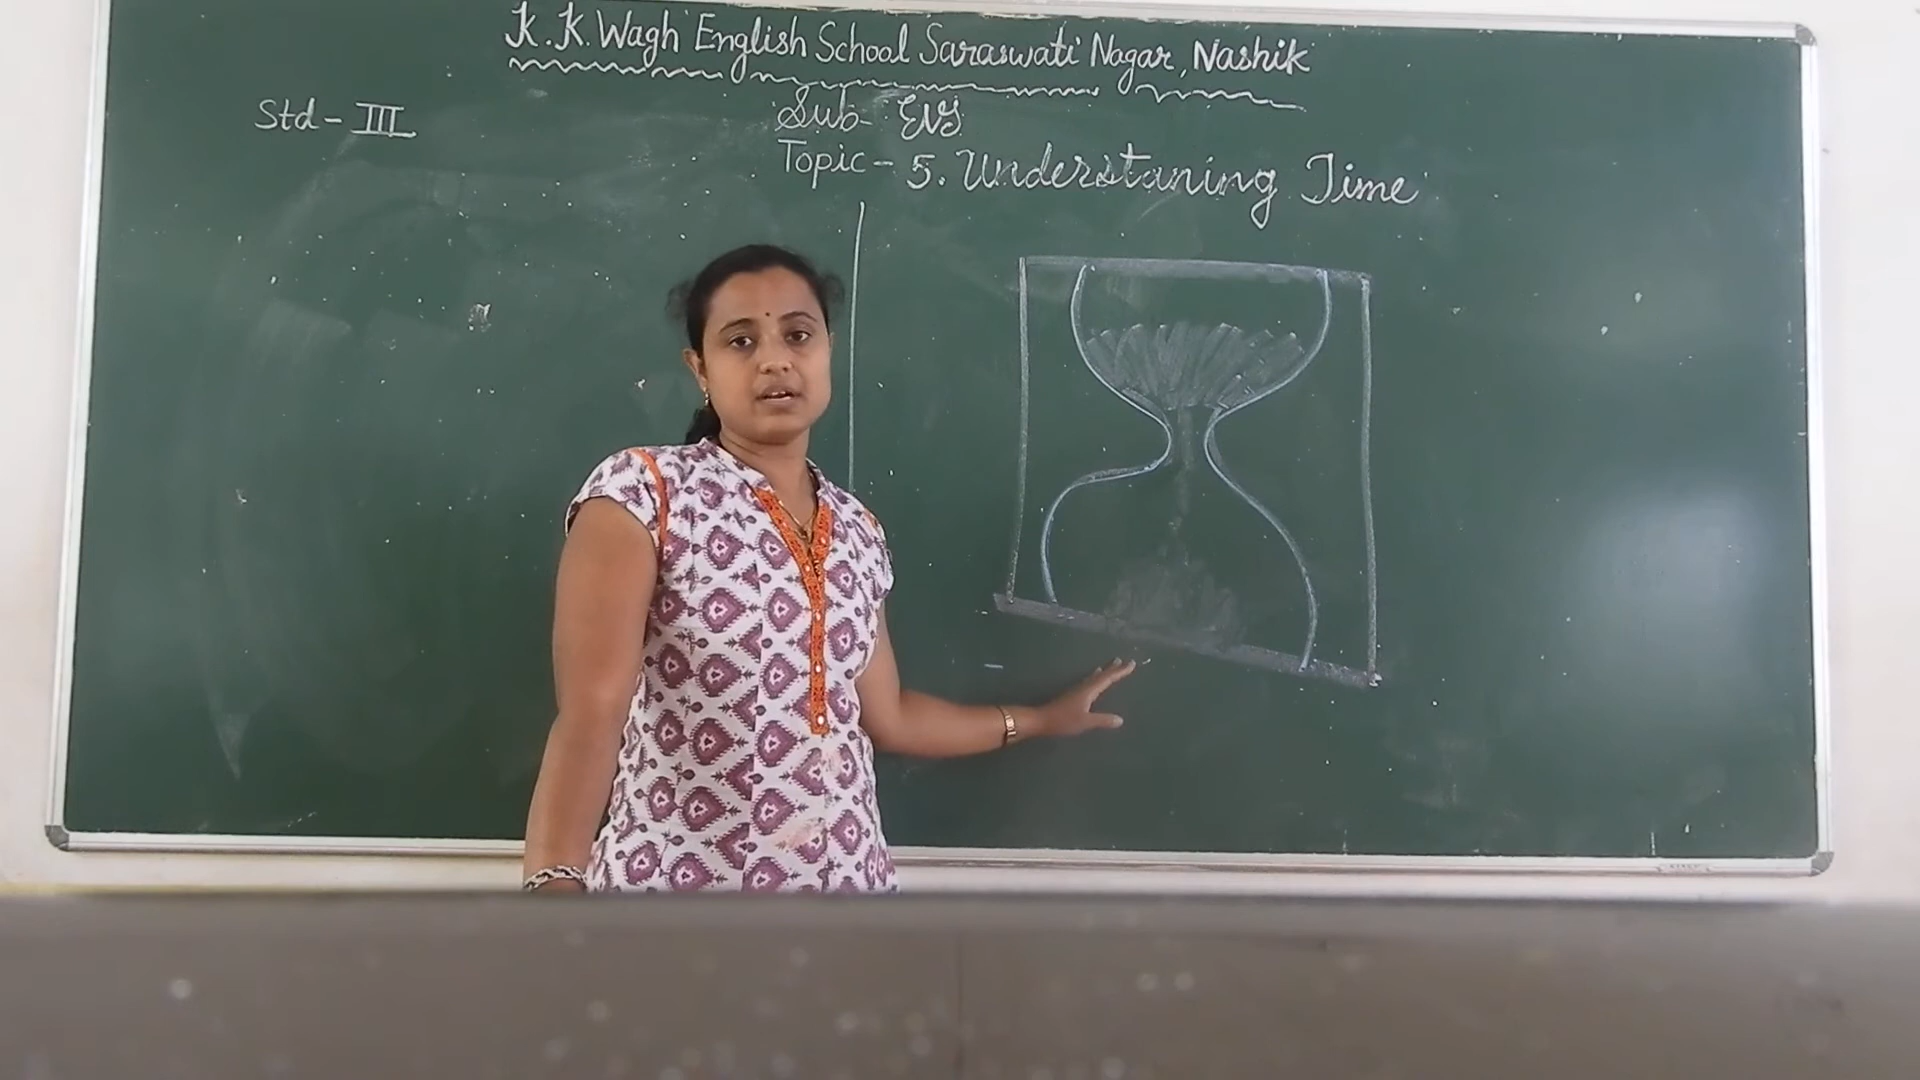 K. K. Wagh English School Saraswati Nagar, Nashik
Std - III
Sub - EVS
Topic - 5. Understaning Time